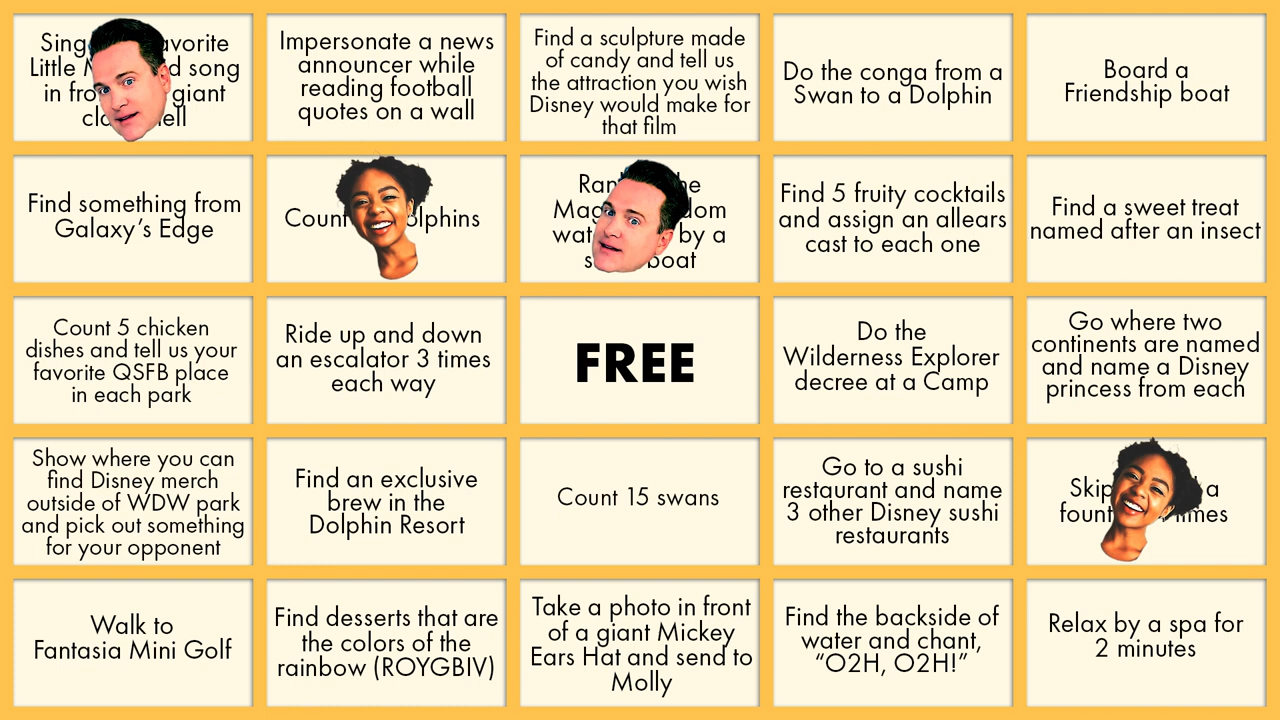 Sing avorite
Little M d song
in fro giant
cla ell
Impersonate a news
announcer while
reading football
quotes on a wall
Find a sculpture made
of candy and tell us
the attraction you wish
Disney would make for
that film
Do the conga from a
Swan to a Dolphin
Board a
Friendship boat
Find something from
Galaxy's Edge
Count olphins
Ran he
Mag dom
wat by a
s boat
Find 5 fruity cocktails
and assign an allears
cast to each one
Find a sweet treat
named after an insect
Count 5 chicken
dishes and tell us your
favorite QSFB place
in each park
Ride up and down
an escalator 3 times
each way
FREE
Do the
Wilderness Explorer
decree at a Camp
Go where two
continents are named
and name a Disney
princess from each
Show where you can
find Disney merch
outside of WDW park
and pick out something
for your opponent
Find an exclusive
brew in the
Dolphin Resort
Count 15 swans
Go to a sushi
restaurant and name
3 other Disney sushi
restaurants
Skip a
fount imes
Walk to
Fantasia Mini Golf
Find desserts that are
the colors of the
rainbow (ROYGBIV)
Take a photo in front
of a giant Mickey
Ears Hat and send to
Molly
Find the backside of
water and chant,
“O2H, O2H!”
Relax by a spa for
2 minutes